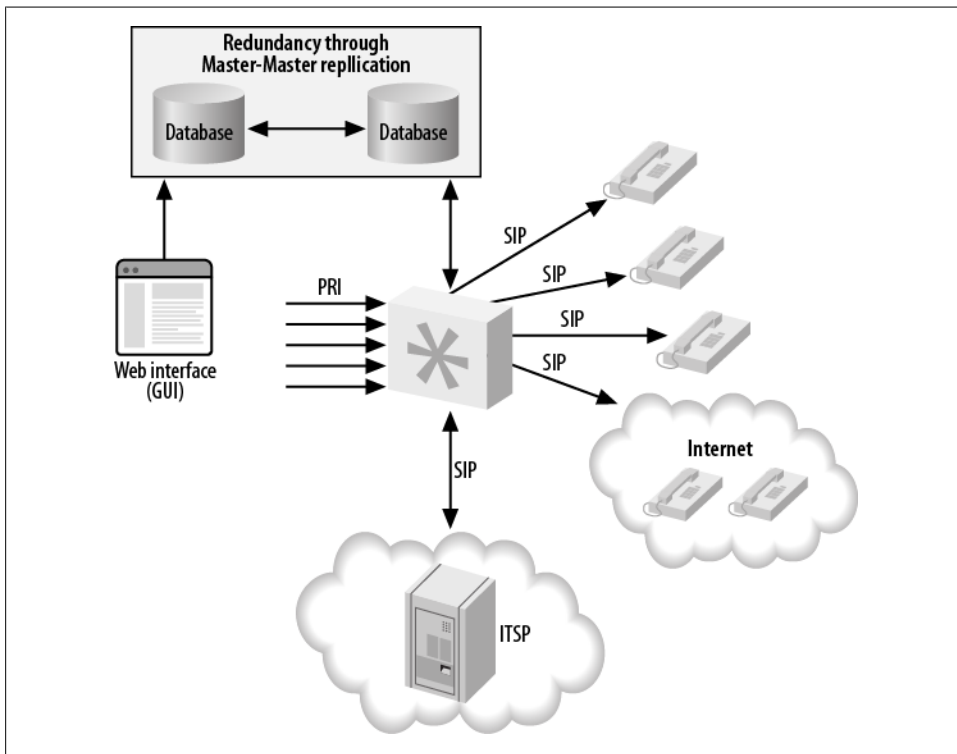 Redundancy through
Master-Master repllication
Database
Database
SIP
SIP
SIP
SIP
PRI
Web interface
(GUI)
Internet
SIP
ITSP